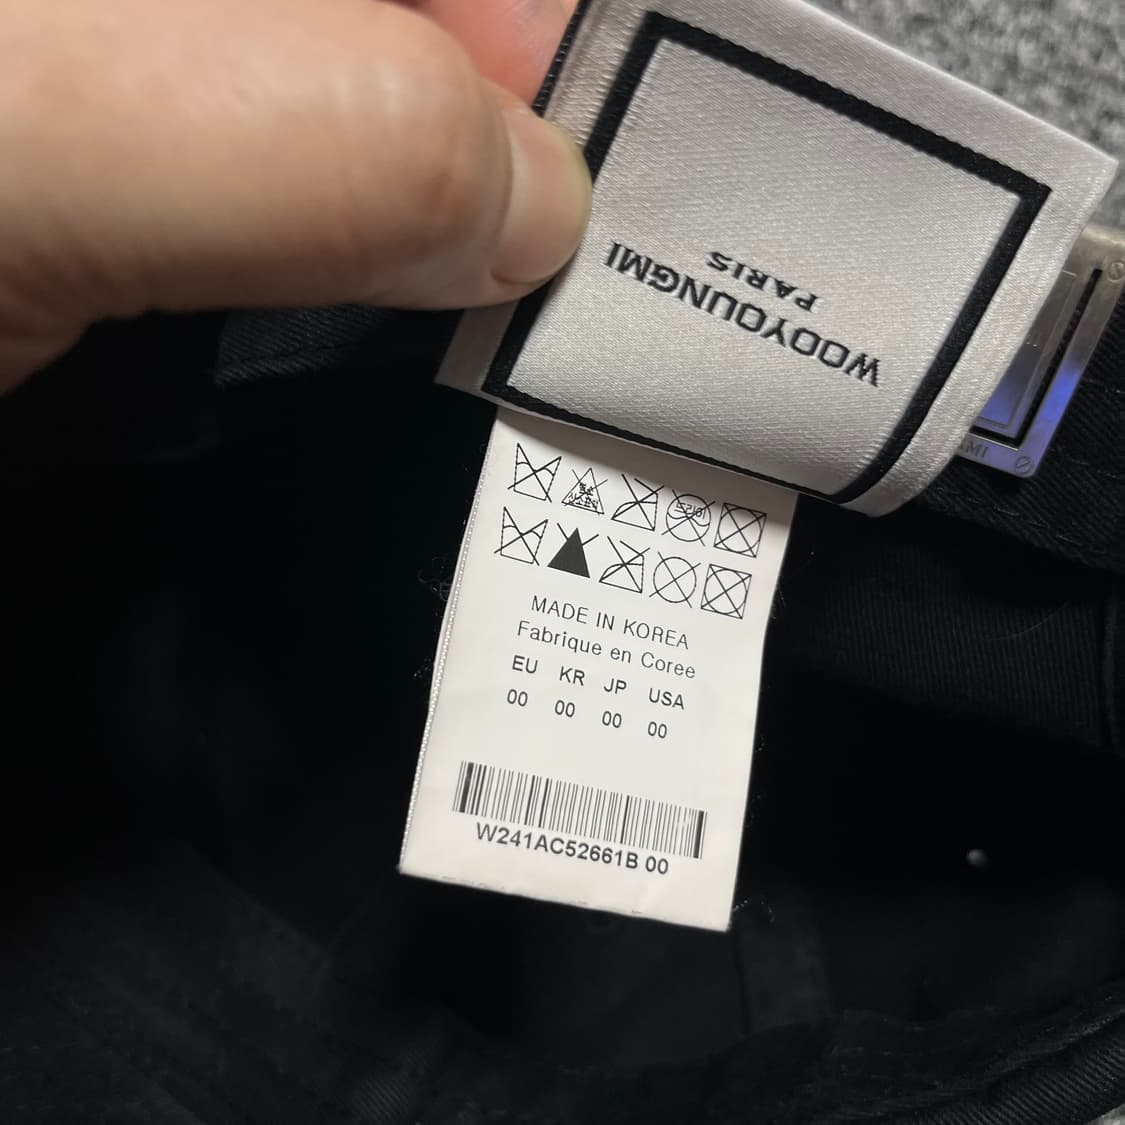 WOOYOUNGMI
PARIS
MADE IN KOREA
Fabrique en Coree
EU KR JP USA
00 00 00 00
W241AC52661B 00